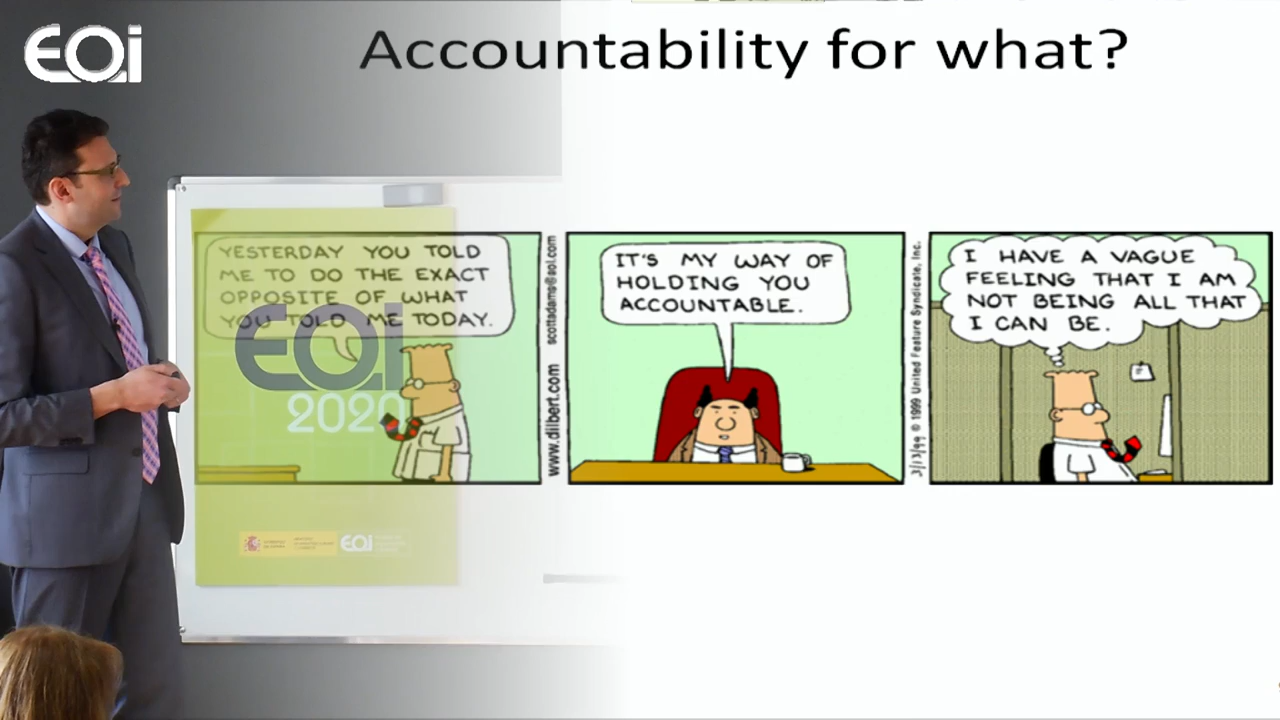 EOi
Accountability for what?
YESTERDAY YOU TOLD
ME TO DO THE EXACT
OPPOSITE OF WHAT
YOU TOLD ME TODAY.
www.dilbert.com scottadams@aol.com
IT'S MY WAY OF
HOLDING YOU
ACCOUNTABLE.
3/13/99 © 1999 United Feature Syndicate, Inc.
I HAVE A VAGUE
FEELING THAT I AM
NOT BEING ALL THAT
I CAN BE.
EOi
2020
EOi